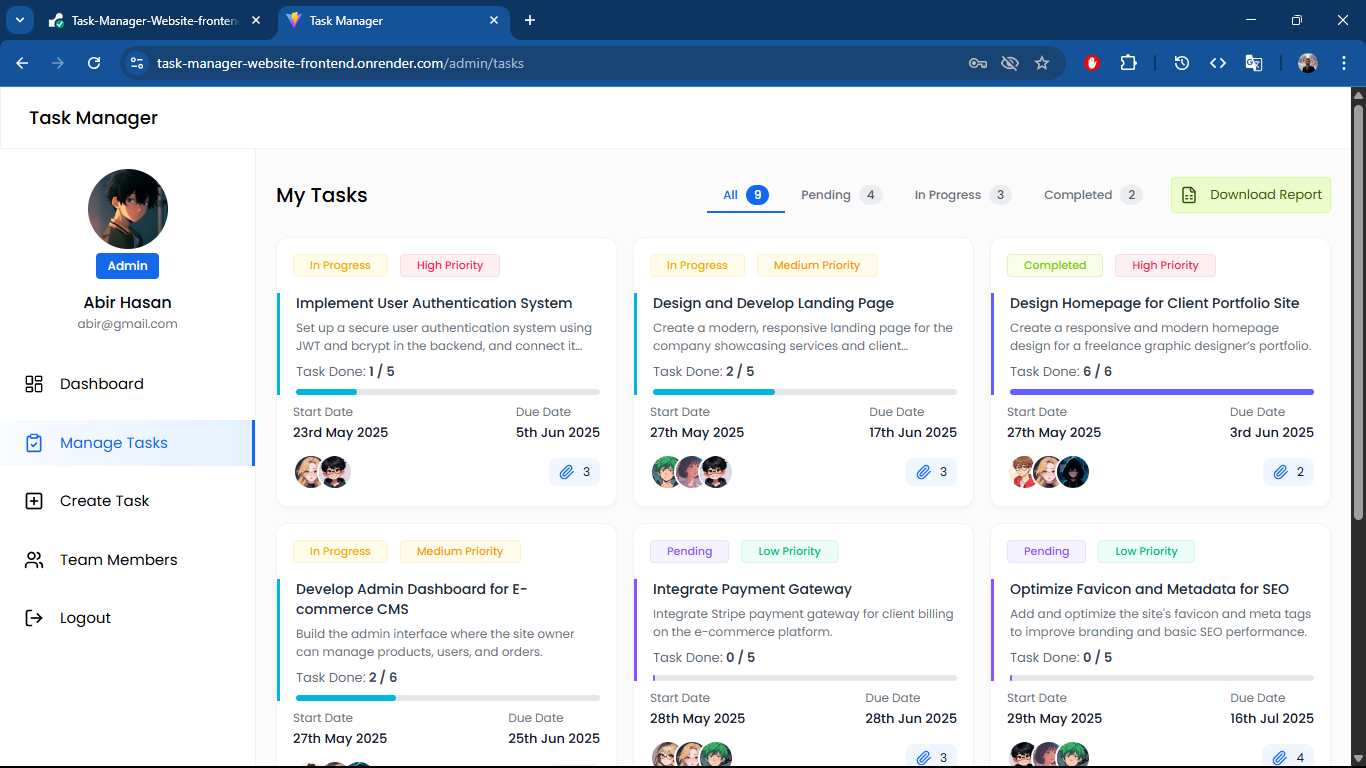 Task-Manager-Website-fronten
Task Manager
task-manager-website-frontend.onrender.com/admin/tasks
Task Manager
Admin
Abir Hasan
abir@gmail.com
Dashboard
Manage Tasks
Create Task
Team Members
Logout
My Tasks
All 9
Pending 4
In Progress 3
Completed 2
Download Report
In Progress High Priority
Implement User Authentication System
Set up a secure user authentication system using
JWT and bcrypt in the backend, and connect it...
Task Done: 1 / 5
Start Date Due Date
23rd May 2025 5th Jun 2025
3
In Progress Medium Priority
Design and Develop Landing Page
Create a modern, responsive landing page for the
company showcasing services and client...
Task Done: 2 / 5
Start Date Due Date
27th May 2025 17th Jun 2025
3
Completed High Priority
Design Homepage for Client Portfolio Site
Create a responsive and modern homepage
design for a freelance graphic designer’s portfolio.
Task Done: 6 / 6
Start Date Due Date
27th May 2025 3rd Jun 2025
2
In Progress Medium Priority
Develop Admin Dashboard for E-
commerce CMS
Build the admin interface where the site owner
can manage products, users, and orders.
Task Done: 2 / 6
Start Date Due Date
27th May 2025 25th Jun 2025
Pending Low Priority
Integrate Payment Gateway
Integrate Stripe payment gateway for client billing
on the e-commerce platform.
Task Done: 0 / 5
Start Date Due Date
28th May 2025 28th Jun 2025
3
Pending Low Priority
Optimize Favicon and Metadata for SEO
Add and optimize the site's favicon and meta tags
to improve branding and basic SEO performance.
Task Done: 0 / 5
Start Date Due Date
29th May 2025 16th Jul 2025
4